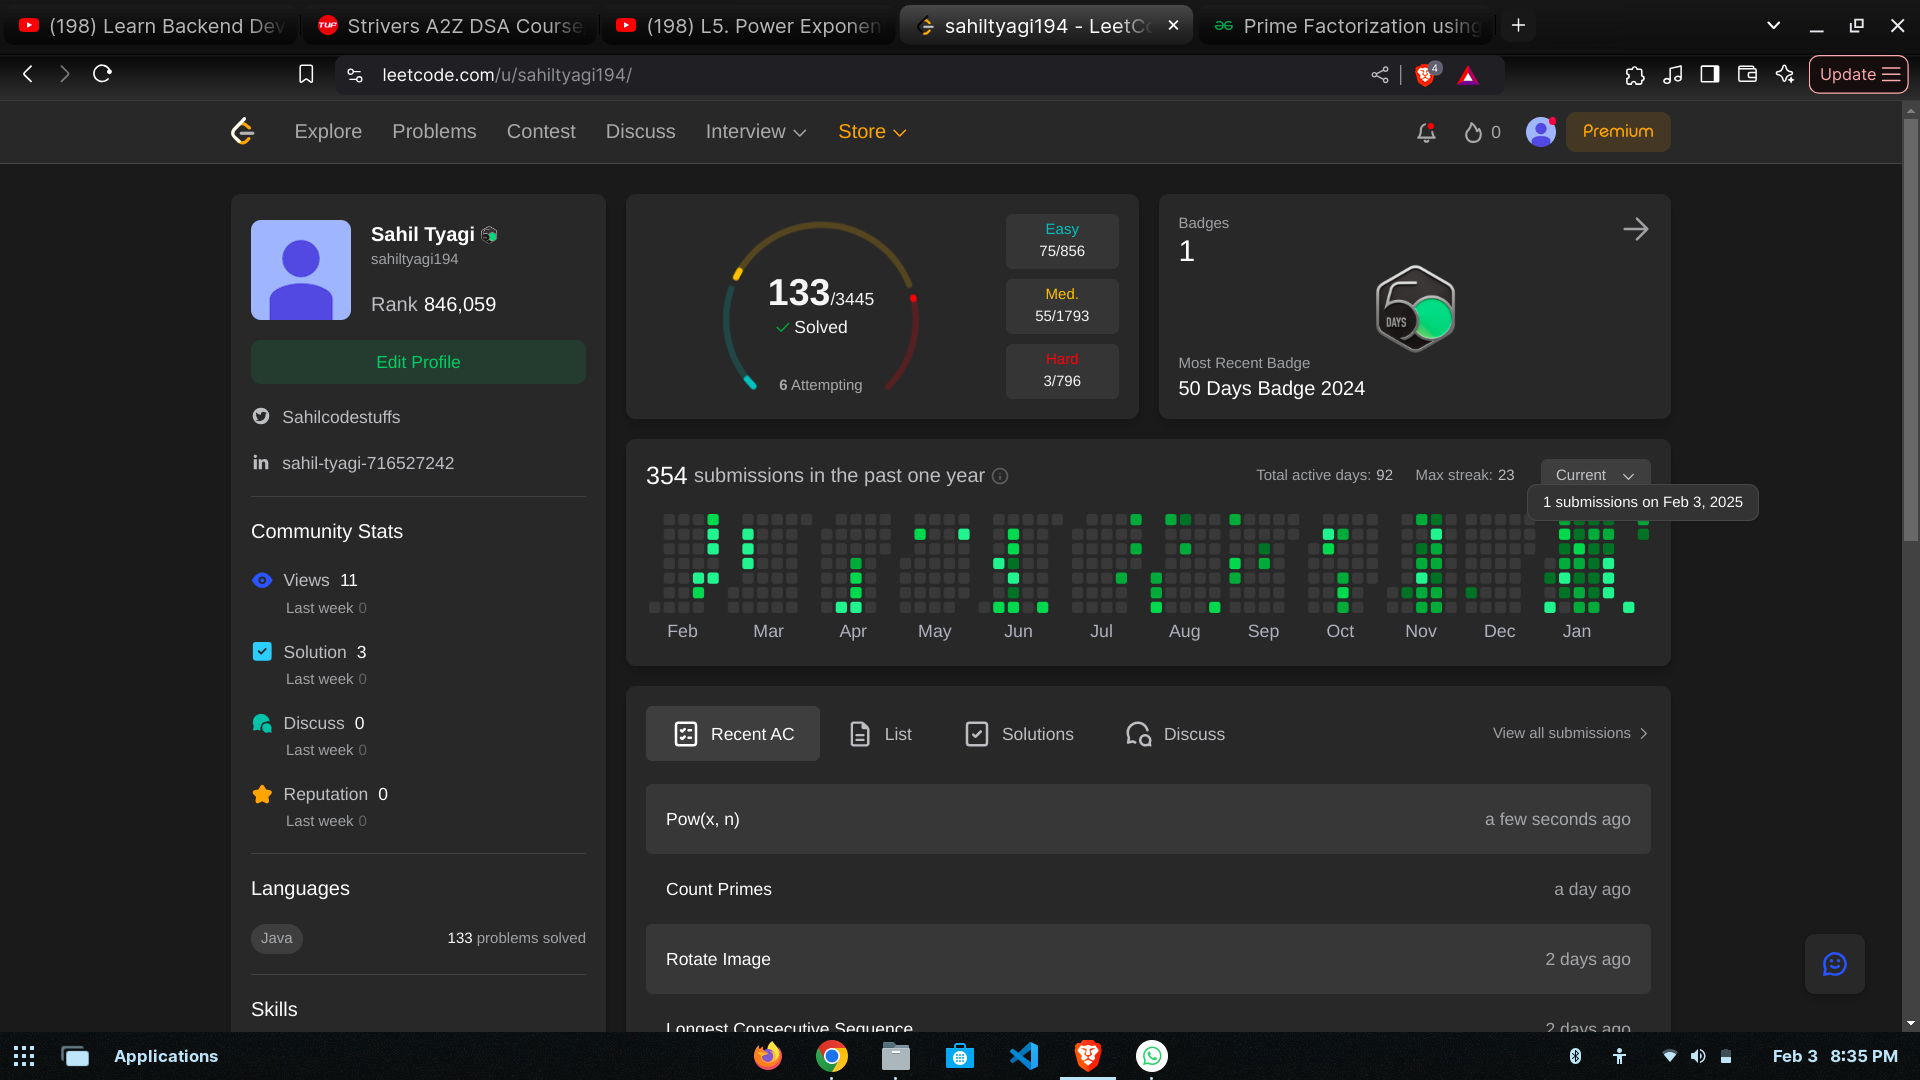 (198) Learn Backend Dev
Strivers A2Z DSA Course
(198) L5. Power Exponen
sahiltyagi194 - LeetCo
Prime Factorization using
leetcode.com/u/sahiltyagi194/
4
Update
Explore
Problems
Contest
Discuss
Interview
Store
0
Premium
Sahil Tyagi
sahiltyagi194
Rank 846,059
Edit Profile
Sahilcodestuffs
sahil-tyagi-716527242
Community Stats
Views 11
Last week 0
Solution 3
Last week 0
Discuss 0
Last week 0
Reputation 0
Last week 0
Languages
Java
133 problems solved
Skills
133/3445
Solved
6 Attempting
Easy
75/856
Med.
55/1793
Hard
3/796
Badges
1
50
DAYS
Most Recent Badge
50 Days Badge 2024
354 submissions in the past one year
Total active days: 92
Max streak: 23
Current
1 submissions on Feb 3, 2025
Feb Mar Apr May Jun Jul Aug Sep Oct Nov Dec Jan
Recent AC
List
Solutions
Discuss
View all submissions
Pow(x, n)
a few seconds ago
Count Primes
a day ago
Rotate Image
2 days ago
Longest Consecutive Sequence
2 days ago
Applications
Feb 3 8:35 PM